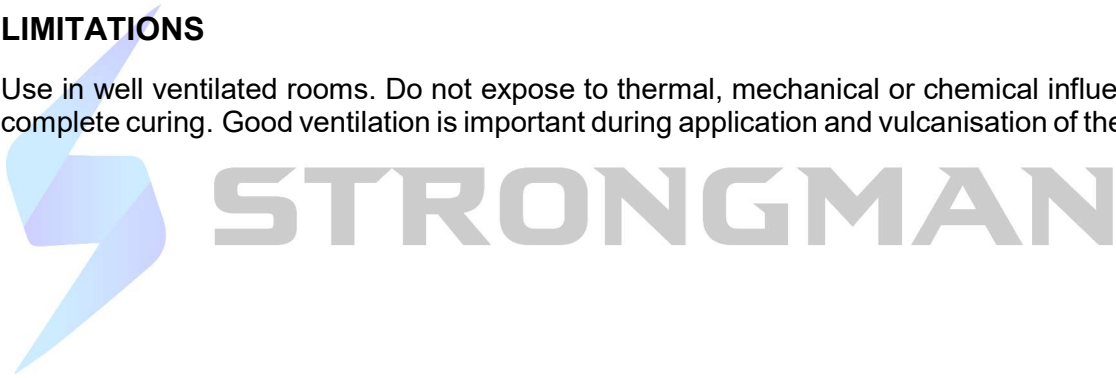 LIMITATIONS
Use in well ventilated rooms. Do not expose to thermal, mechanical or chemical
complete curing. Good ventilation is important during application and vulcanisation of
STRONGMAN